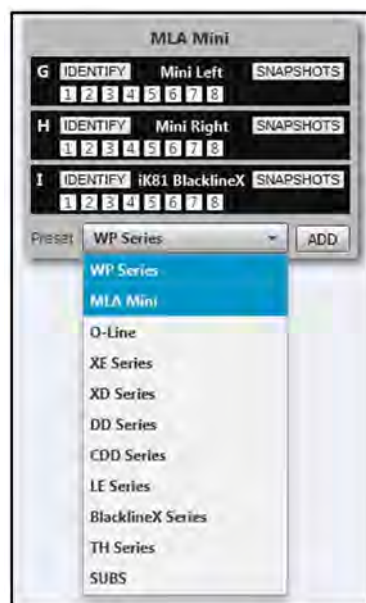 MLA Mini
G IDENTIFY Mini Left SNAPSHOTS
1 2 3 4 5 6 7 8
H IDENTIFY Mini Right SNAPSHOTS
1 2 3 4 5 6 7 8
I IDENTIFY iK81 BlacklineX SNAPSHOTS
1 2 3 4 5 6 7 8
Preset WP Series ADD
WP Series
MLA Mini
O-Line
XE Series
XD Series
DD Series
CDD Series
LE Series
BlacklineX Series
TH Series
SUBS